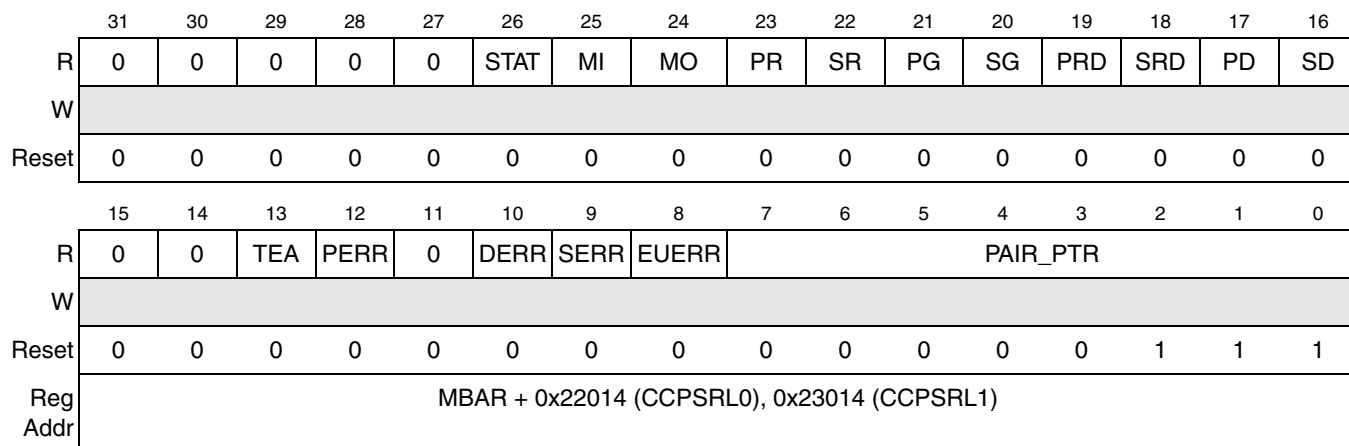 31 30 29 28 27 26 25 24 23 22 21 20 19 18 17 16
R 0 0 0 0 0 STAT MI MO PR SR PG SG PRD SRD PD SD
W
Reset 0 0 0 0 0 0 0 0 0 0 0 0 0 0 0 0
15 14 13 12 11 10 9 8 7 6 5 4 3 2 1 0
R 0 0 TEA PERR 0 DERR SERR EUERR PAIR_PTR
W
Reset 0 0 0 0 0 0 0 0 0 0 0 0 0 1 1 1
Reg MBAR + 0x22014 (CCPSRL0), 0x23014 (CCPSRL1)
Addr